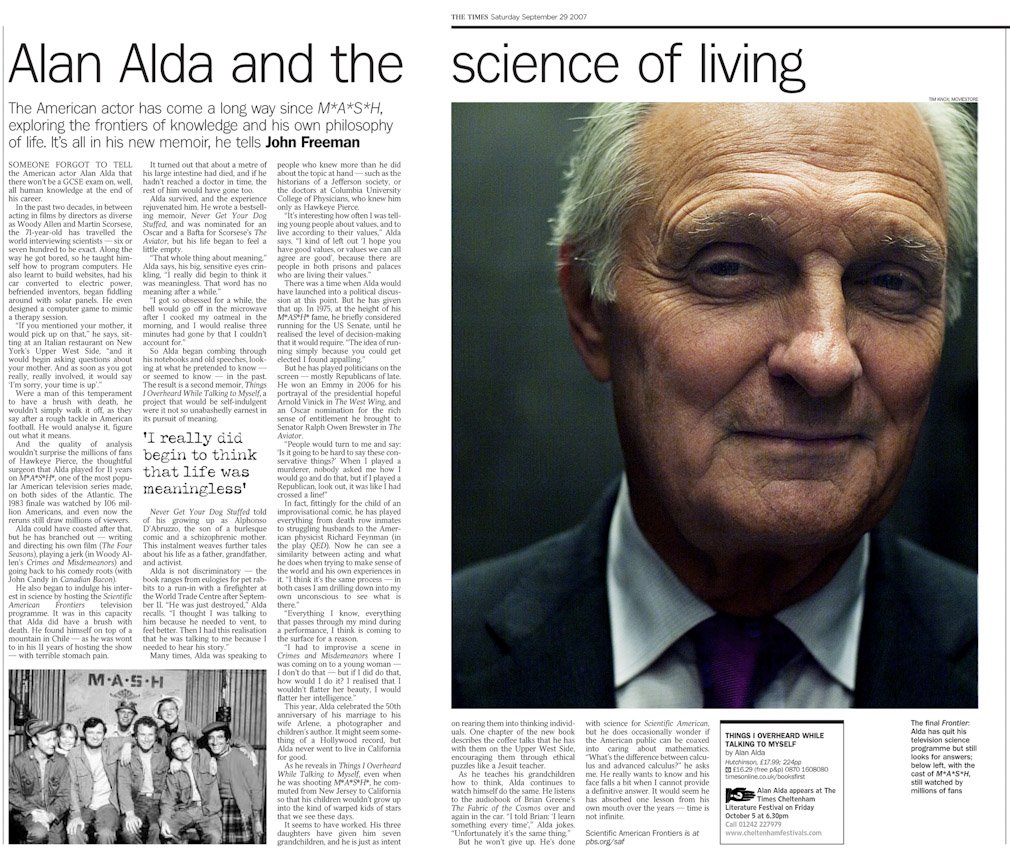 THE TIMES Saturday September 29 2007
Alan Alda and the science of living
TIM KNOX; MOVIESTORE
The American actor has come a long way since M*A*S*H,
exploring the frontiers of knowledge and his own philosophy
of life. It's all in his new memoir, he tells John Freeman
SOMEONE FORGOT TO TELL
the American actor Alan Alda that
there won't be a GCSE exam on, well,
all human knowledge at the end of
his career.
In the past two decades, in between
acting in films by directors as diverse
as Woody Allen and Martin Scorsese,
the 71-year-old has travelled the
world interviewing scientists — six or
seven hundred to be exact. Along the
way he got bored, so he taught him-
self how to program computers. He
also learnt to build websites, had his
car converted to electric power,
befriended inventors, began fiddling
around with solar panels. He even
designed a computer game to mimic
a therapy session.
"If you mentioned your mother, it
would pick up on that," he says, sit-
ting at an Italian restaurant on New
York's Upper West Side, "and it
would begin asking questions about
your mother. And as soon as you got
really, really involved, it would say
'I'm sorry, your time is up'."
Were a man of this temperament
to have a brush with death, he
wouldn't simply walk it off, as they
say after a rough tackle in American
football. He would analyse it, figure
out what it means.
And the quality of analysis
wouldn't surprise the millions of fans
of Hawkeye Pierce, the thoughtful
surgeon that Alda played for 11 years
on M*A*S*H*, one of the most popu-
lar American television series made,
on both sides of the Atlantic. The
1983 finale was watched by 106 mil-
lion Americans, and even now the
reruns still draw millions of viewers.
Alda could have coasted after that,
but he has branched out — writing
and directing his own film (The Four
Seasons), playing a jerk (in Woody Al-
len's Crimes and Misdemeanors) and
going back to his comedy roots (with
John Candy in Canadian Bacon).
He also began to indulge his inter-
est in science by hosting the Scientific
American Frontiers television
programme. It was in this capacity
that Alda did have a brush with
death. He found himself on top of a
mountain in Chile — as he was wont
to in his 11 years of hosting the show
— with terrible stomach pain.
It turned out that about a metre of
his large intestine had died, and if he
hadn't reached a doctor in time, the
rest of him would have gone too.
Alda survived, and the experience
rejuvenated him. He wrote a bestsell-
ing memoir, Never Get Your Dog
Stuffed, and was nominated for an
Oscar and a Bafta for Scorsese's The
Aviator, but his life began to feel a
little empty.
"That whole thing about meaning,"
Alda says, his big, sensitive eyes crin-
kling, "I really did begin to think it
was meaningless. That word has no
meaning after a while."
"I got so obsessed for a while, the
bell would go off in the microwave
after I cooked my oatmeal in the
morning, and I would realise three
minutes had gone by that I couldn't
account for."
So Alda began combing through
his notebooks and old speeches, look-
ing at what he pretended to know —
or seemed to know — in the past.
The result is a second memoir, Things
I Overheard While Talking to Myself, a
project that would be self-indulgent
were it not so unabashedly earnest in
its pursuit of meaning.
'I really did
begin to think
that life was
meaningless'
Never Get Your Dog Stuffed told
of his growing up as Alphonso
D'Abruzzo, the son of a burlesque
comic and a schizophrenic mother.
This instalment weaves further tales
about his life as a father, grandfather,
and activist.
Alda is not discriminatory — the
book ranges from eulogies for pet rab-
bits to a run-in with a firefighter at
the World Trade Centre after Septem-
ber 11. "He was just destroyed," Alda
recalls. "I thought I was talking to
him because he needed to vent, to
feel better. Then I had this realisation
that he was talking to me because I
needed to hear his story."
Many times, Alda was speaking to
people who knew more than he did
about the topic at hand — such as the
historians of a Jefferson society, or
the doctors at Columbia University
College of Physicians, who knew him
only as Hawkeye Pierce.
"It's interesting how often I was tell-
ing young people about values, and to
live according to their values," Alda
says. "I kind of left out 'I hope you
have good values, or values we can all
agree are good', because there are
people in both prisons and palaces
who are living their values."
There was a time when Alda would
have launched into a political discus-
sion at this point. But he has given
that up. In 1975, at the height of his
M*AS*H* fame, he briefly considered
running for the US Senate, until he
realised the level of decision-making
that it would require. "The idea of run-
ning simply because you could get
elected I found appalling."
But he has played politicians on the
screen — mostly Republicans of late.
He won an Emmy in 2006 for his
portrayal of the presidential hopeful
Arnold Vinick in The West Wing, and
an Oscar nomination for the rich
sense of entitlement he brought to
Senator Ralph Owen Brewster in The
Aviator.
"People would turn to me and say:
'Is it going to be hard to say these con-
servative things?' When I played a
murderer, nobody asked me how I
would go and do that, but if I played a
Republican, look out, it was like I had
crossed a line!"
In fact, fittingly for the child of an
improvisational comic, he has played
everything from death row inmates
to struggling husbands to the Amer-
ican physicist Richard Feynman (in
the play QED). Now he can see a
similarity between acting and what
he does when trying to make sense of
the world and his own experiences in
it. "I think it's the same process — in
both cases I am drilling down into my
own unconscious to see what is
there."
"Everything I know, everything
that passes through my mind during
a performance, I think is coming to
the surface for a reason.
"I had to improvise a scene in
Crimes and Misdemeanors where I
was coming on to a young woman —
I don't do that — but if I did do that,
how would I do it? I realised that I
wouldn't flatter her beauty, I would
flatter her intelligence."
This year, Alda celebrated the 50th
anniversary of his marriage to his
wife Arlene, a photographer and
children's author. It might seem some-
thing of a Hollywood record, but
Alda never went to live in California
for good.
As he reveals in Things I Overheard
While Talking to Myself, even when
he was shooting M*A*S*H*, he com-
muted from New Jersey to California
so that his children wouldn't grow up
into the kind of warped kids of stars
that we see these days.
It seems to have worked. His three
daughters have given him seven
grandchildren, and he is just as intent
M*A*S*H
on rearing them into thinking individ-
uals. One chapter of the new book
describes the coffee talks that he has
with them on the Upper West Side,
encouraging them through ethical
puzzles like a Jesuit teacher.
As he teaches his grandchildren
how to think, Alda continues to
watch himself do the same. He listens
to the audiobook of Brian Greene's
The Fabric of the Cosmos over and
again in the car. "I told Brian: 'I learn
something every time'," Alda jokes.
"Unfortunately it's the same thing."
But he won't give up. He's done
with science for Scientific American,
but he does occasionally wonder if
the American public can be coaxed
into caring about mathematics.
"What's the difference between calcu-
lus and advanced calculus?" he asks
me. He really wants to know and his
face falls a bit when I cannot provide
a definitive answer. It would seem he
has absorbed one lesson from his
own mouth over the years — time is
not infinite.
Scientific American Frontiers is at
pbs.org/saf
THINGS I OVERHEARD WHILE
TALKING TO MYSELF
by Alan Alda
Hutchinson, £17.99; 224pp
£16.29 (free p&p) 0870 1608080
timesonline.co.uk/booksfirst
Alan Alda appears at The
Times Cheltenham
Literature Festival on Friday
October 5 at 6.30pm
Call 01242 227979
www.cheltenhamfestivals.com
The final Frontier:
Alda has quit his
television science
programme but still
looks for answers;
below left, with the
cast of M*A*S*H,
still watched by
millions of fans